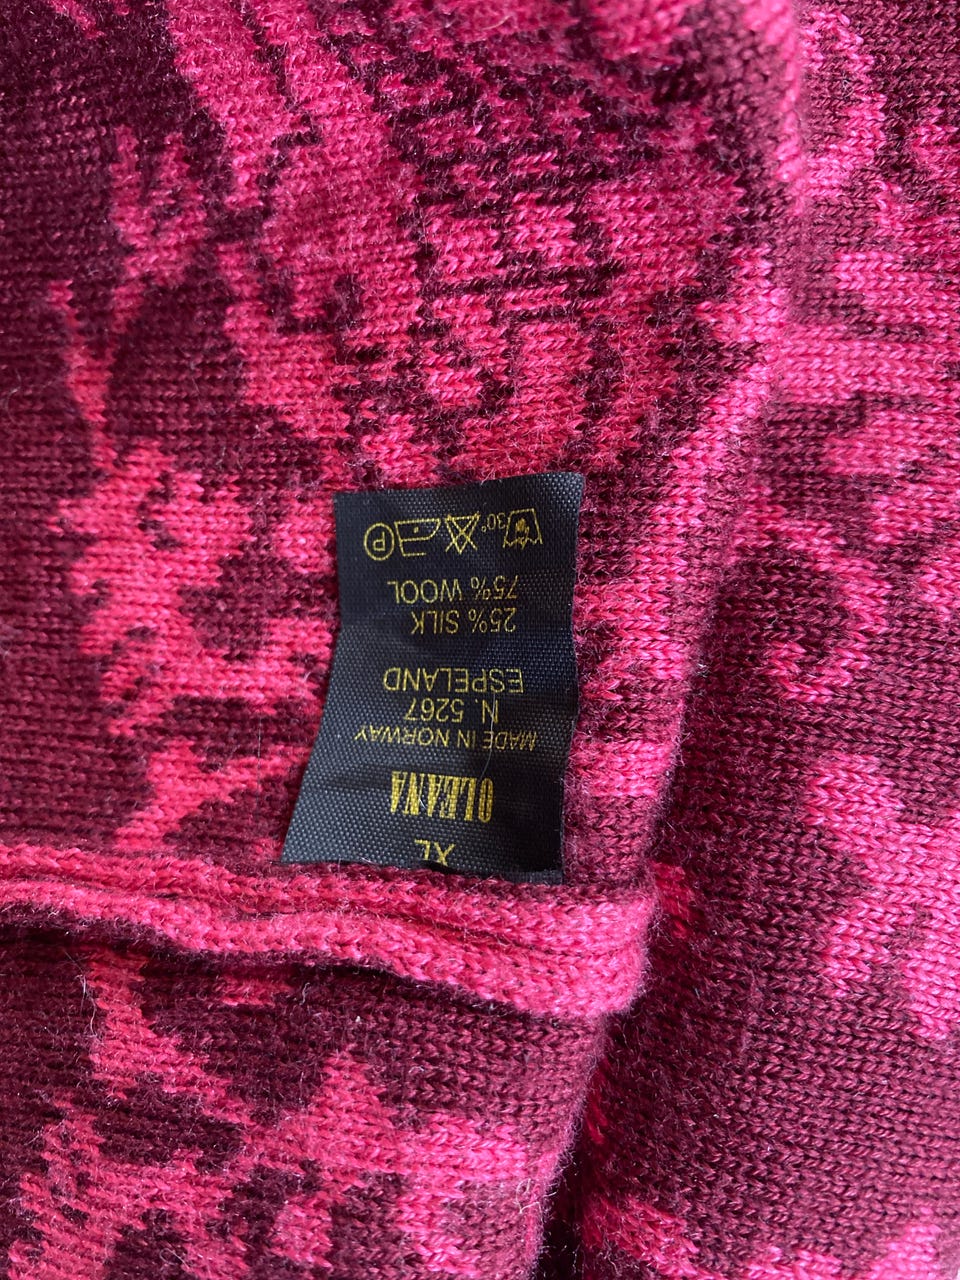 XL
OLEANA
MADE IN NORWAY
N. 5267
ESPELAND
25% SILK
75% WOOL
30°
P